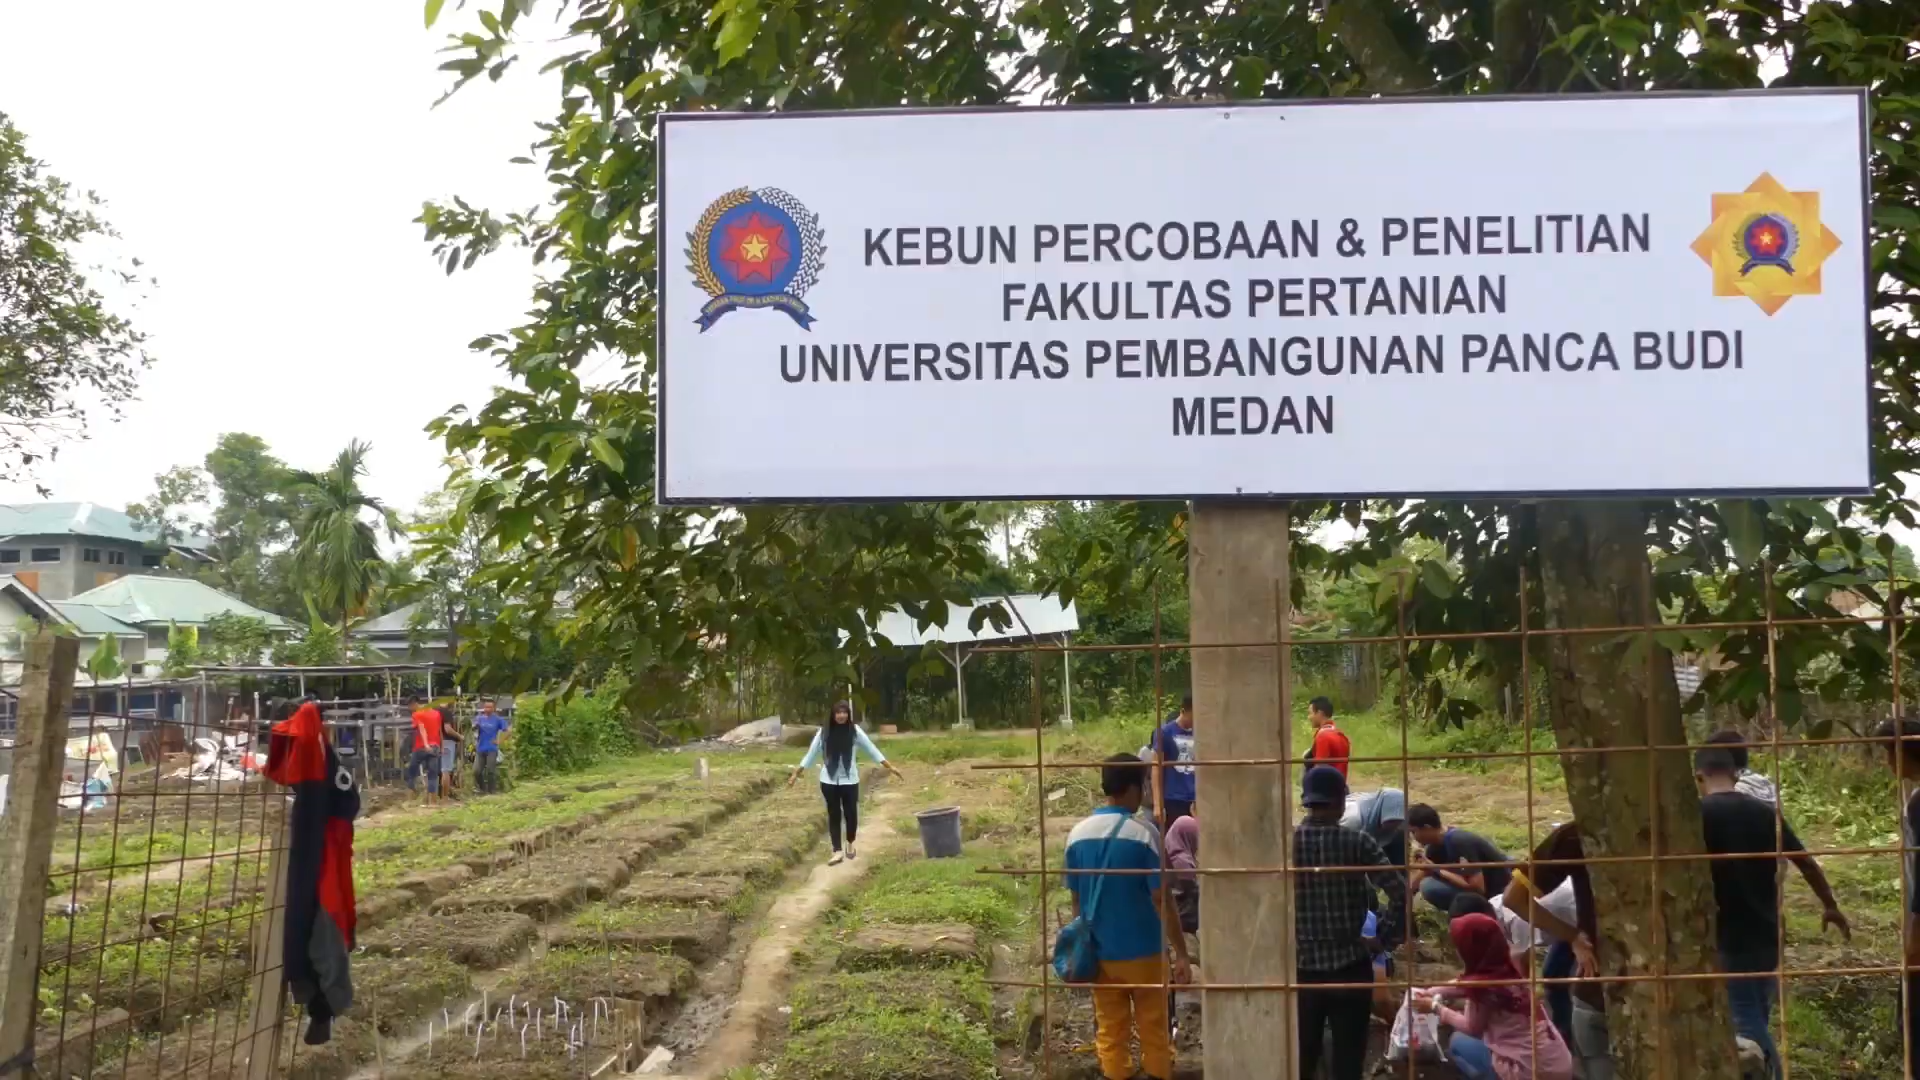 KEBUN PERCOBAAN & PENELITIAN
FAKULTAS PERTANIAN
UNIVERSITAS PEMBANGUNAN PANCA BUDI
MEDAN